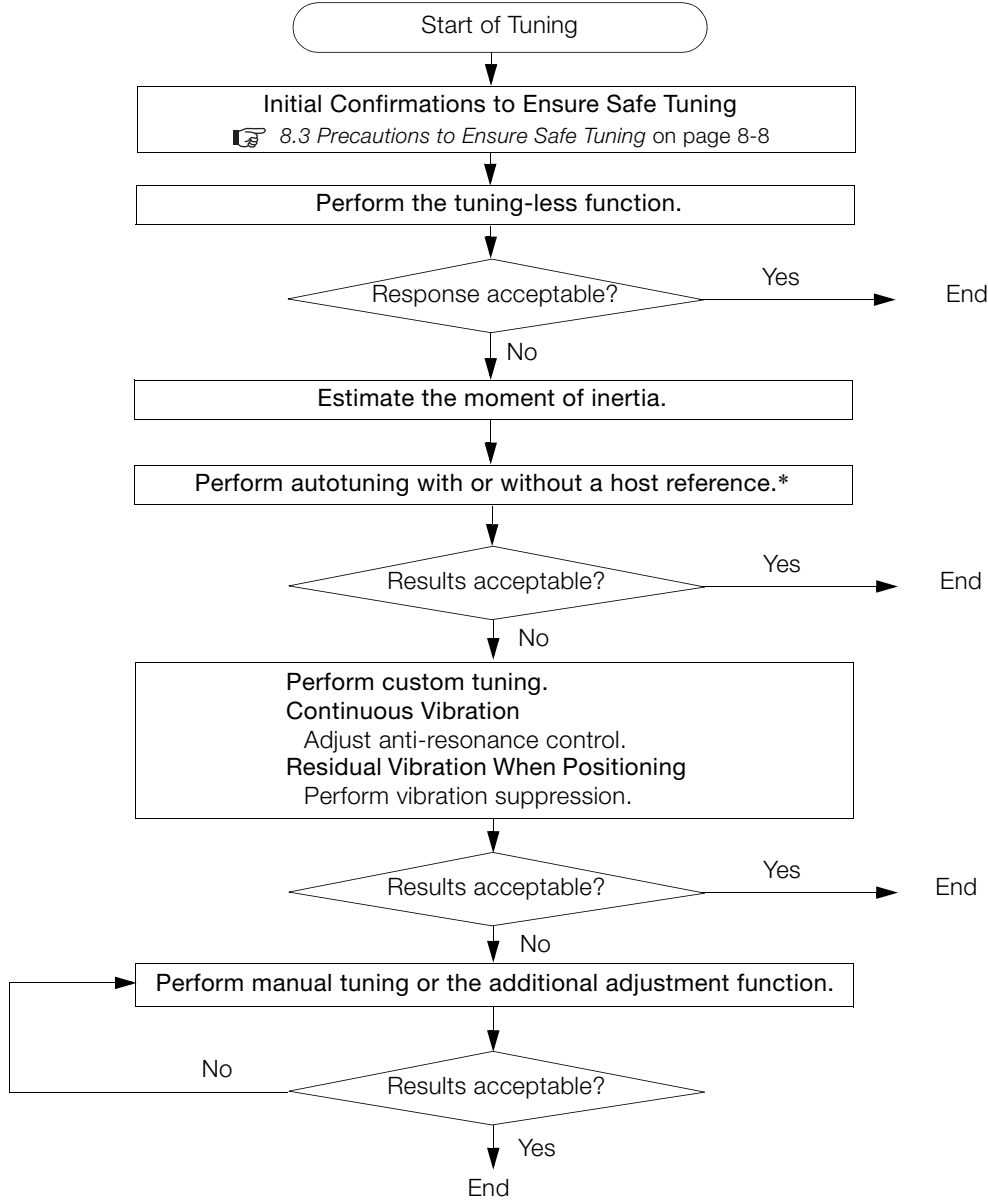 Start of Tuning
Initial Confirmations to Ensure Safe Tuning
8.3 Precautions to Ensure Safe Tuning on page 8-8
Perform the tuning-less function.
Response acceptable?
Yes
End
No
Estimate the moment of inertia.
Perform autotuning with or without a host reference.*
Results acceptable?
Yes
End
No
Perform custom tuning.
Continuous Vibration
Adjust anti-resonance control.
Residual Vibration When Positioning
Perform vibration suppression.
Results acceptable?
Yes
End
No
Perform manual tuning or the additional adjustment function.
No
Results acceptable?
Yes
End